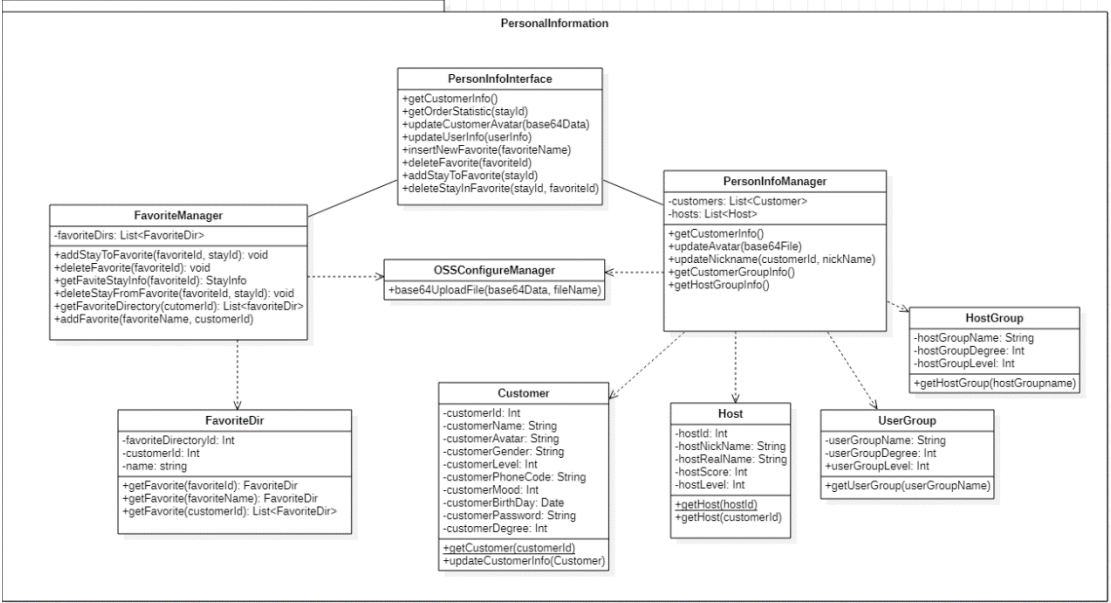 PersonalInformation
PersonInfoInterface
+getCustomerInfo()
+getOrderStatistic(stayId)
+updateCustomerAvatar(base64Data)
+updateUserInfo(userInfo)
+insertNewFavorite(favoriteName)
+deleteFavorite(favoriteId)
+addStayToFavorite(stayId)
+deleteStayInFavorite(stayId, favoriteId)
FavoriteManager
-favoriteDirs: List<FavoriteDir>
+addStayToFavorite(favoriteId, stayId): void
+deleteFavorite(favoriteId): void
+getFaviteStayInfo(favoriteId): StayInfo
+deleteStayFromFavorite(favoriteId, stayId): void
+getFavoriteDirectory(cutomerId): List<favoriteDir>
+addFavorite(favoriteName, customerId)
PersonInfoManager
-customers: List<Customer>
-hosts: List<Host>
+getCustomerInfo()
+updateAvatar(base64File)
+updateNickname(customerId, nickName)
+getCustomerGroupInfo()
+getHostGroupInfo()
OSSConfigureManager
+base64UploadFile(base64Data, fileName)
HostGroup
-hostGroupName: String
-hostGroupDegree: Int
-hostGroupLevel: Int
+getHostGroup(hostGroupname)
FavoriteDir
-favoriteDirectoryId: Int
-customerId: Int
-name: string
+getFavorite(favoriteId): FavoriteDir
+getFavorite(favoriteName): FavoriteDir
+getFavorite(customerId): List<FavoriteDir>
Customer
-customerId: Int
-customerName: String
-customerAvatar: String
-customerGender: String
-customerLevel: Int
-customerPhoneCode: String
-customerMood: Int
-customerBirthDay: Date
-customerPassword: String
-customerDegree: Int
+getCustomer(customerId)
+updateCustomerInfo(Customer)
Host
-hostId: Int
-hostNickName: String
-hostRealName: String
-hostScore: Int
-hostLevel: Int
+getHost(hostId)
+getHost(customerId)
UserGroup
-userGroupName: String
-userGroupDegree: Int
+userGroupLevel: Int
+getUserGroup(userGroupName)